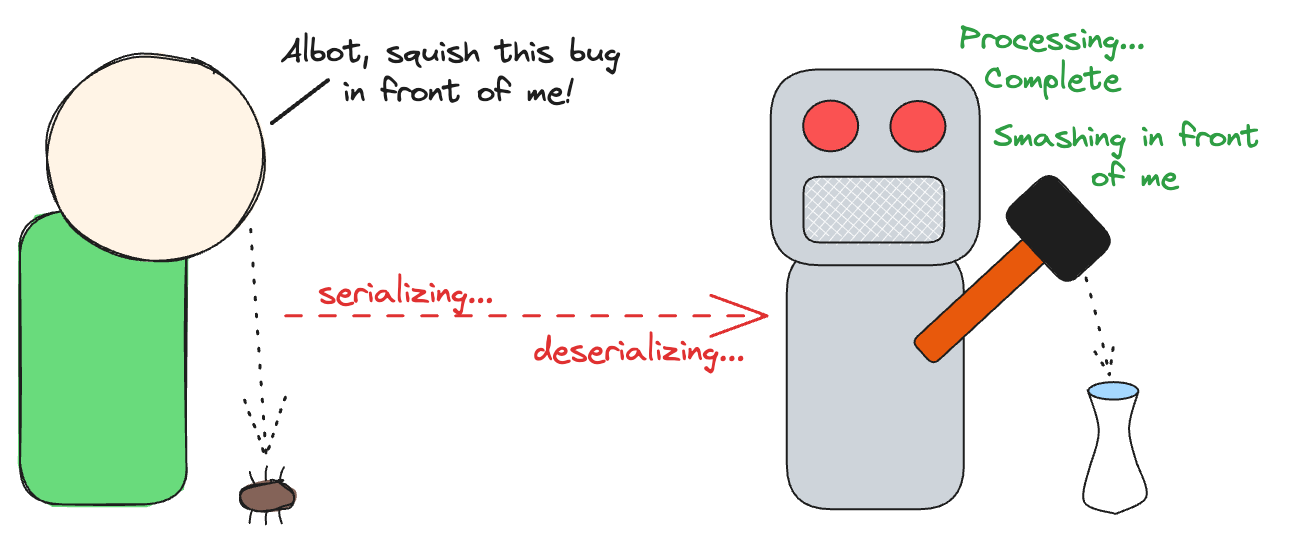 Albot, squish this bug
in front of me!
serializing...
deserializing...
Processing...
Complete
Smashing in front
of me